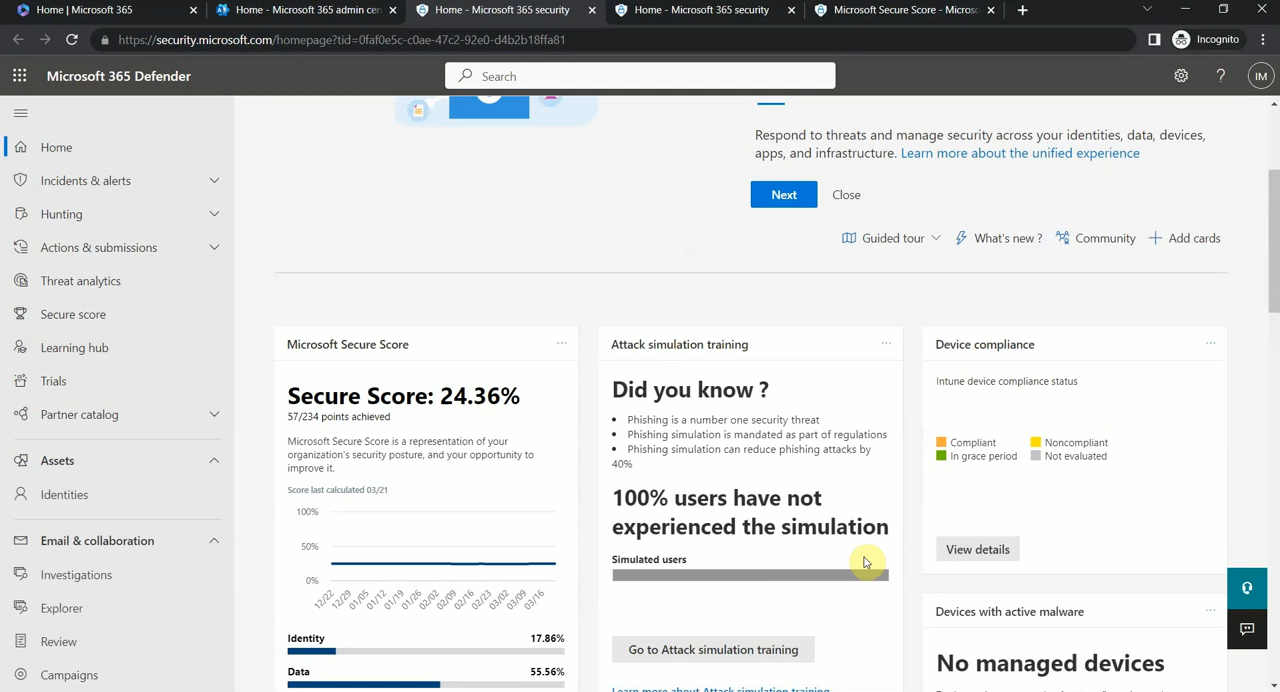 Home | Microsoft 365
Home - Microsoft 365 admin cen
Home - Microsoft 365 security
Home - Microsoft 365 security
Microsoft Secure Score - Microso
https://security.microsoft.com/homepage?tid=0faf0e5c-c0ae-47c2-92e0-d4b2b18ffa81
Incognito
Microsoft 365 Defender
Search
IM
Home
Incidents & alerts
Hunting
Actions & submissions
Threat analytics
Secure score
Learning hub
Trials
Partner catalog
Assets
Identities
Email & collaboration
Investigations
Explorer
Review
Campaigns
Respond to threats and manage security across your identities, data, devices,
apps, and infrastructure. Learn more about the unified experience
Next
Close
Guided tour
What's new ?
Community
Add cards
Microsoft Secure Score
Secure Score: 24.36%
57/234 points achieved
Microsoft Secure Score is a representation of your
organization's security posture, and your opportunity to
improve it.
Score last calculated 03/21
100%
50%
0%
12/22 12/29 01/05 01/12 01/19 01/26 02/02 02/09 02/16 02/23 03/02 03/09 03/16
Identity 17.86%
Data 55.56%
Attack simulation training
Did you know ?
• Phishing is a number one security threat
• Phishing simulation is mandated as part of regulations
• Phishing simulation can reduce phishing attacks by
40%
100% users have not
experienced the simulation
Simulated users
Go to Attack simulation training
Learn more about Attack simulation training
Device compliance
Intune device compliance status
Compliant
Noncompliant
In grace period
Not evaluated
View details
Devices with active malware
No managed devices